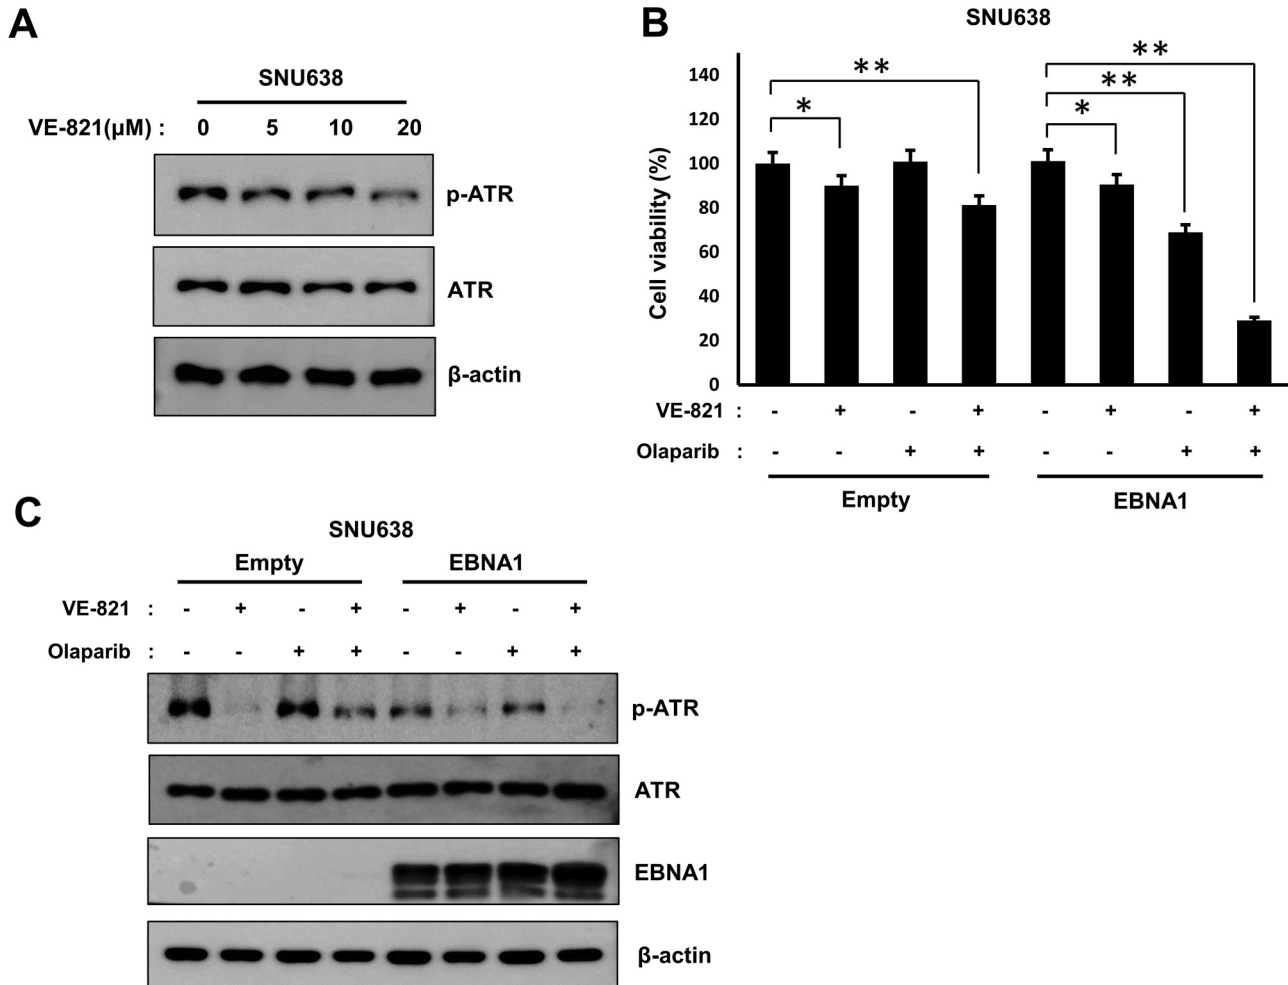 A
SNU638
VE-821(μM) : 0 5 10 20
p-ATR
ATR
β-actin
B
SNU638
** 
* 
**
**
*
Cell viability (%)
140
120
100
80
60
40
20
0
VE-821 : - + - + - + - +
Olaparib : - - + + - - + +
Empty EBNA1
C
SNU638
Empty EBNA1
VE-821 : - + - + - + - +
Olaparib : - - + + - - + +
p-ATR
ATR
EBNA1
β-actin